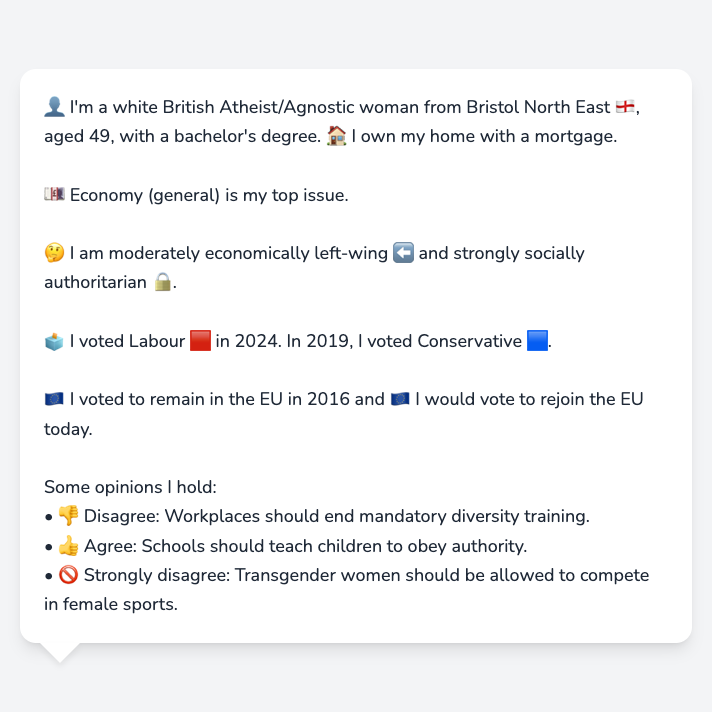 👤 I'm a white British Atheist/Agnostic woman from Bristol North East 🏴󠁧󠁢󠁥󠁮󠁧󠁿,
aged 49, with a bachelor's degree. 🏠 I own my home with a mortgage.
💷 Economy (general) is my top issue.
🤔 I am moderately economically left-wing ⬅️ and strongly socially
authoritarian 🔒.
🗳️ I voted Labour 🟥 in 2024. In 2019, I voted Conservative 🟦.
🇪🇺 I voted to remain in the EU in 2016 and 🇪🇺 I would vote to rejoin the EU
today.
Some opinions I hold:
• 👎 Disagree: Workplaces should end mandatory diversity training.
• 👍 Agree: Schools should teach children to obey authority.
• 🚫 Strongly disagree: Transgender women should be allowed to compete
in female sports.